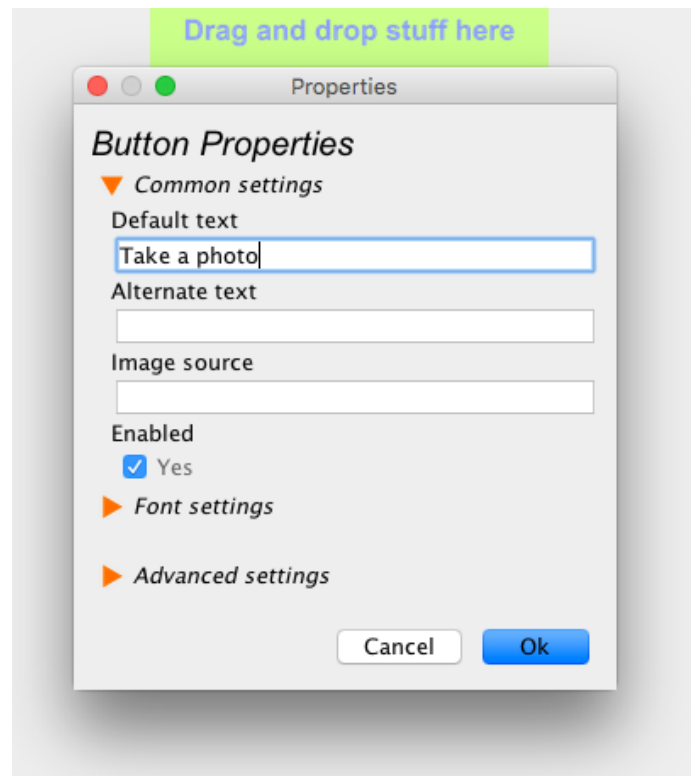 Drag and drop stuff here
Properties
Button Properties
Common settings
Default text
Take a photo
Alternate text
Image source
Enabled
Yes
Font settings
Advanced settings
Cancel Ok